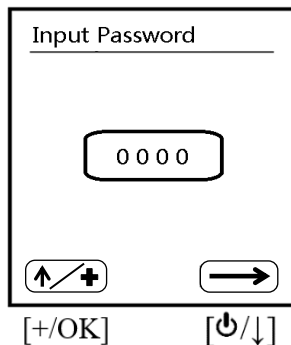 Input Password
0000
↑/+ →
[+/OK] [⏻/↓]